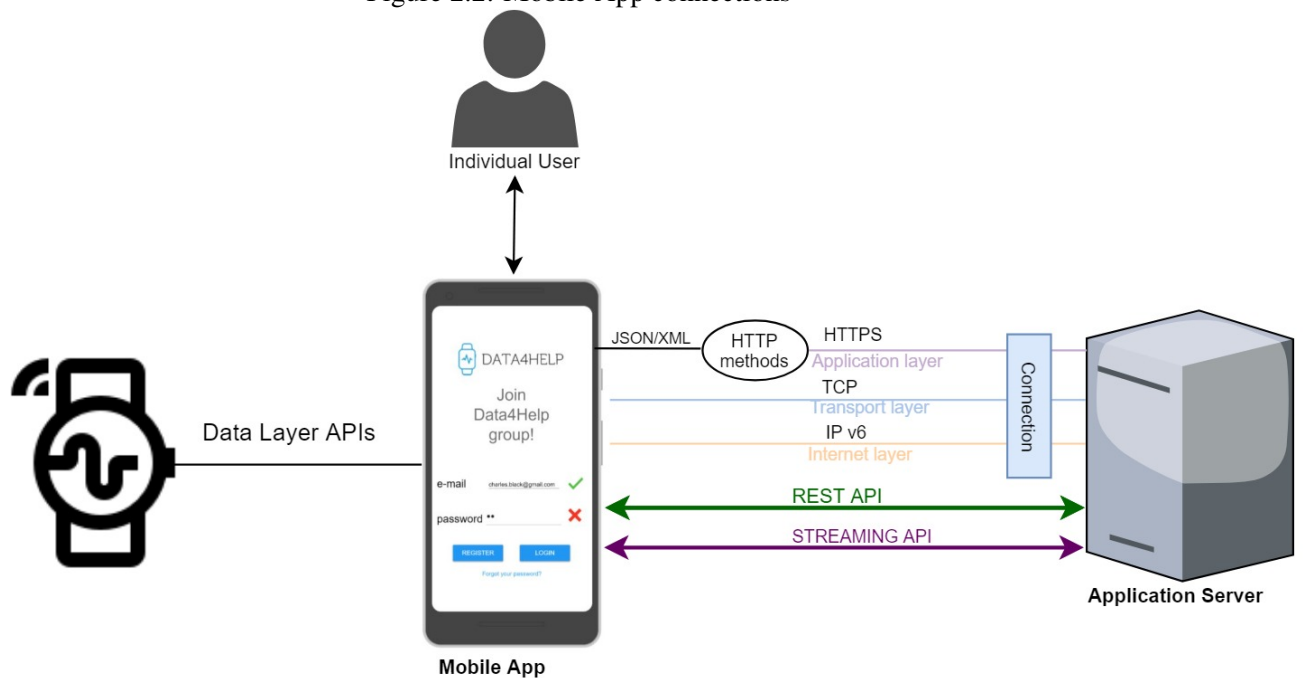 Figure 2.2: Mobile App connections
Individual User
JSON/XML
HTTP
methods
HTTPS
Application layer
TCP
Transport layer
IP v6
Internet layer
Connection
REST API
STREAMING API
Application Server
Data Layer APIs
DATA4HELP
Join
Data4Help
group!
e-mail charles.black@gmail.com
password **
REGISTER LOGIN
Forget your password?
Mobile App